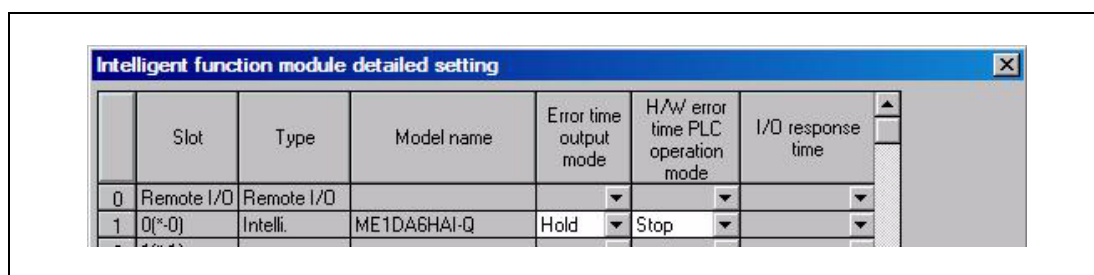 Intelligent function module detailed setting
Slot Type Model name Error time output mode H/W error time PLC operation mode I/O response time
0 Remote I/O Remote I/O
1 0(*-0) Intelli. ME1DA6HAI-Q Hold Stop